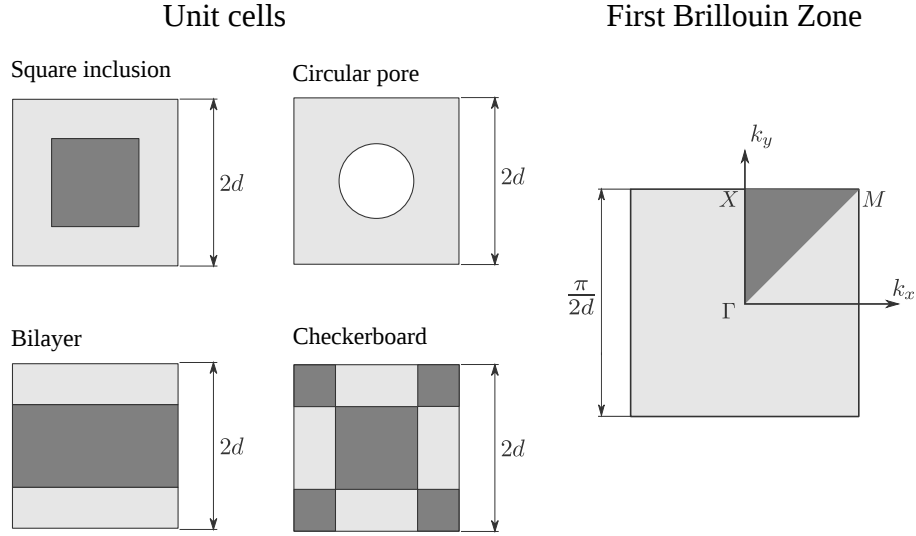 Unit cells
Square inclusion
2d
Circular pore
2d
Bilayer
2d
Checkerboard
2d
First Brillouin Zone
k_y
X
M
π/2d
Γ
k_x